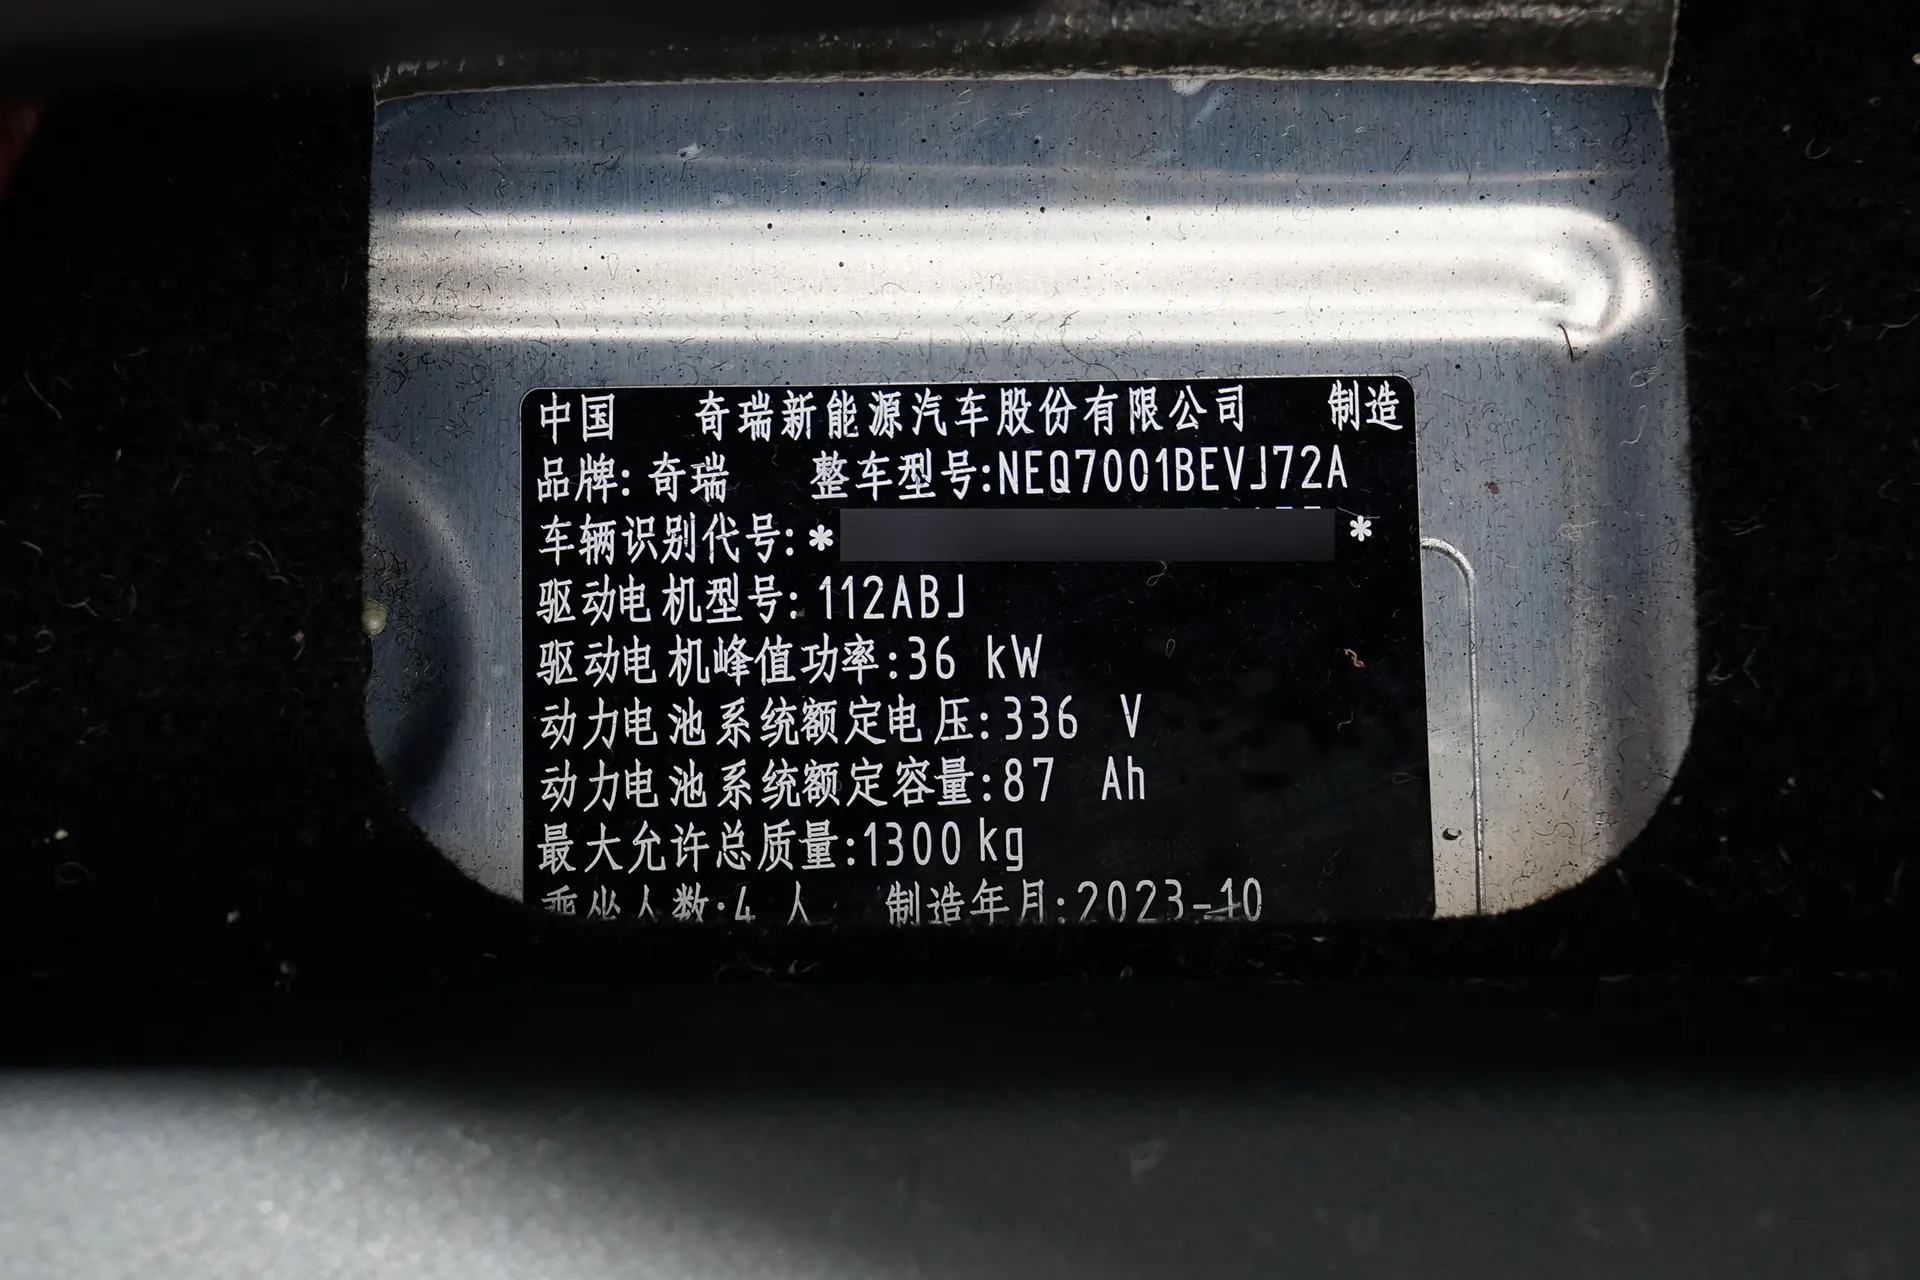 中国 奇瑞新能源汽车股份有限公司 制造
品牌:奇瑞 整车型号:NEQ7001BEVJ72A
车辆识别代号:* *
驱动电机型号:112ABJ
驱动电机峰值功率:36 kW
动力电池系统额定电压:336 V
动力电池系统额定容量:87 Ah
最大允许总质量:1300kg
乘坐人数:4 人 制造年月:2023-10